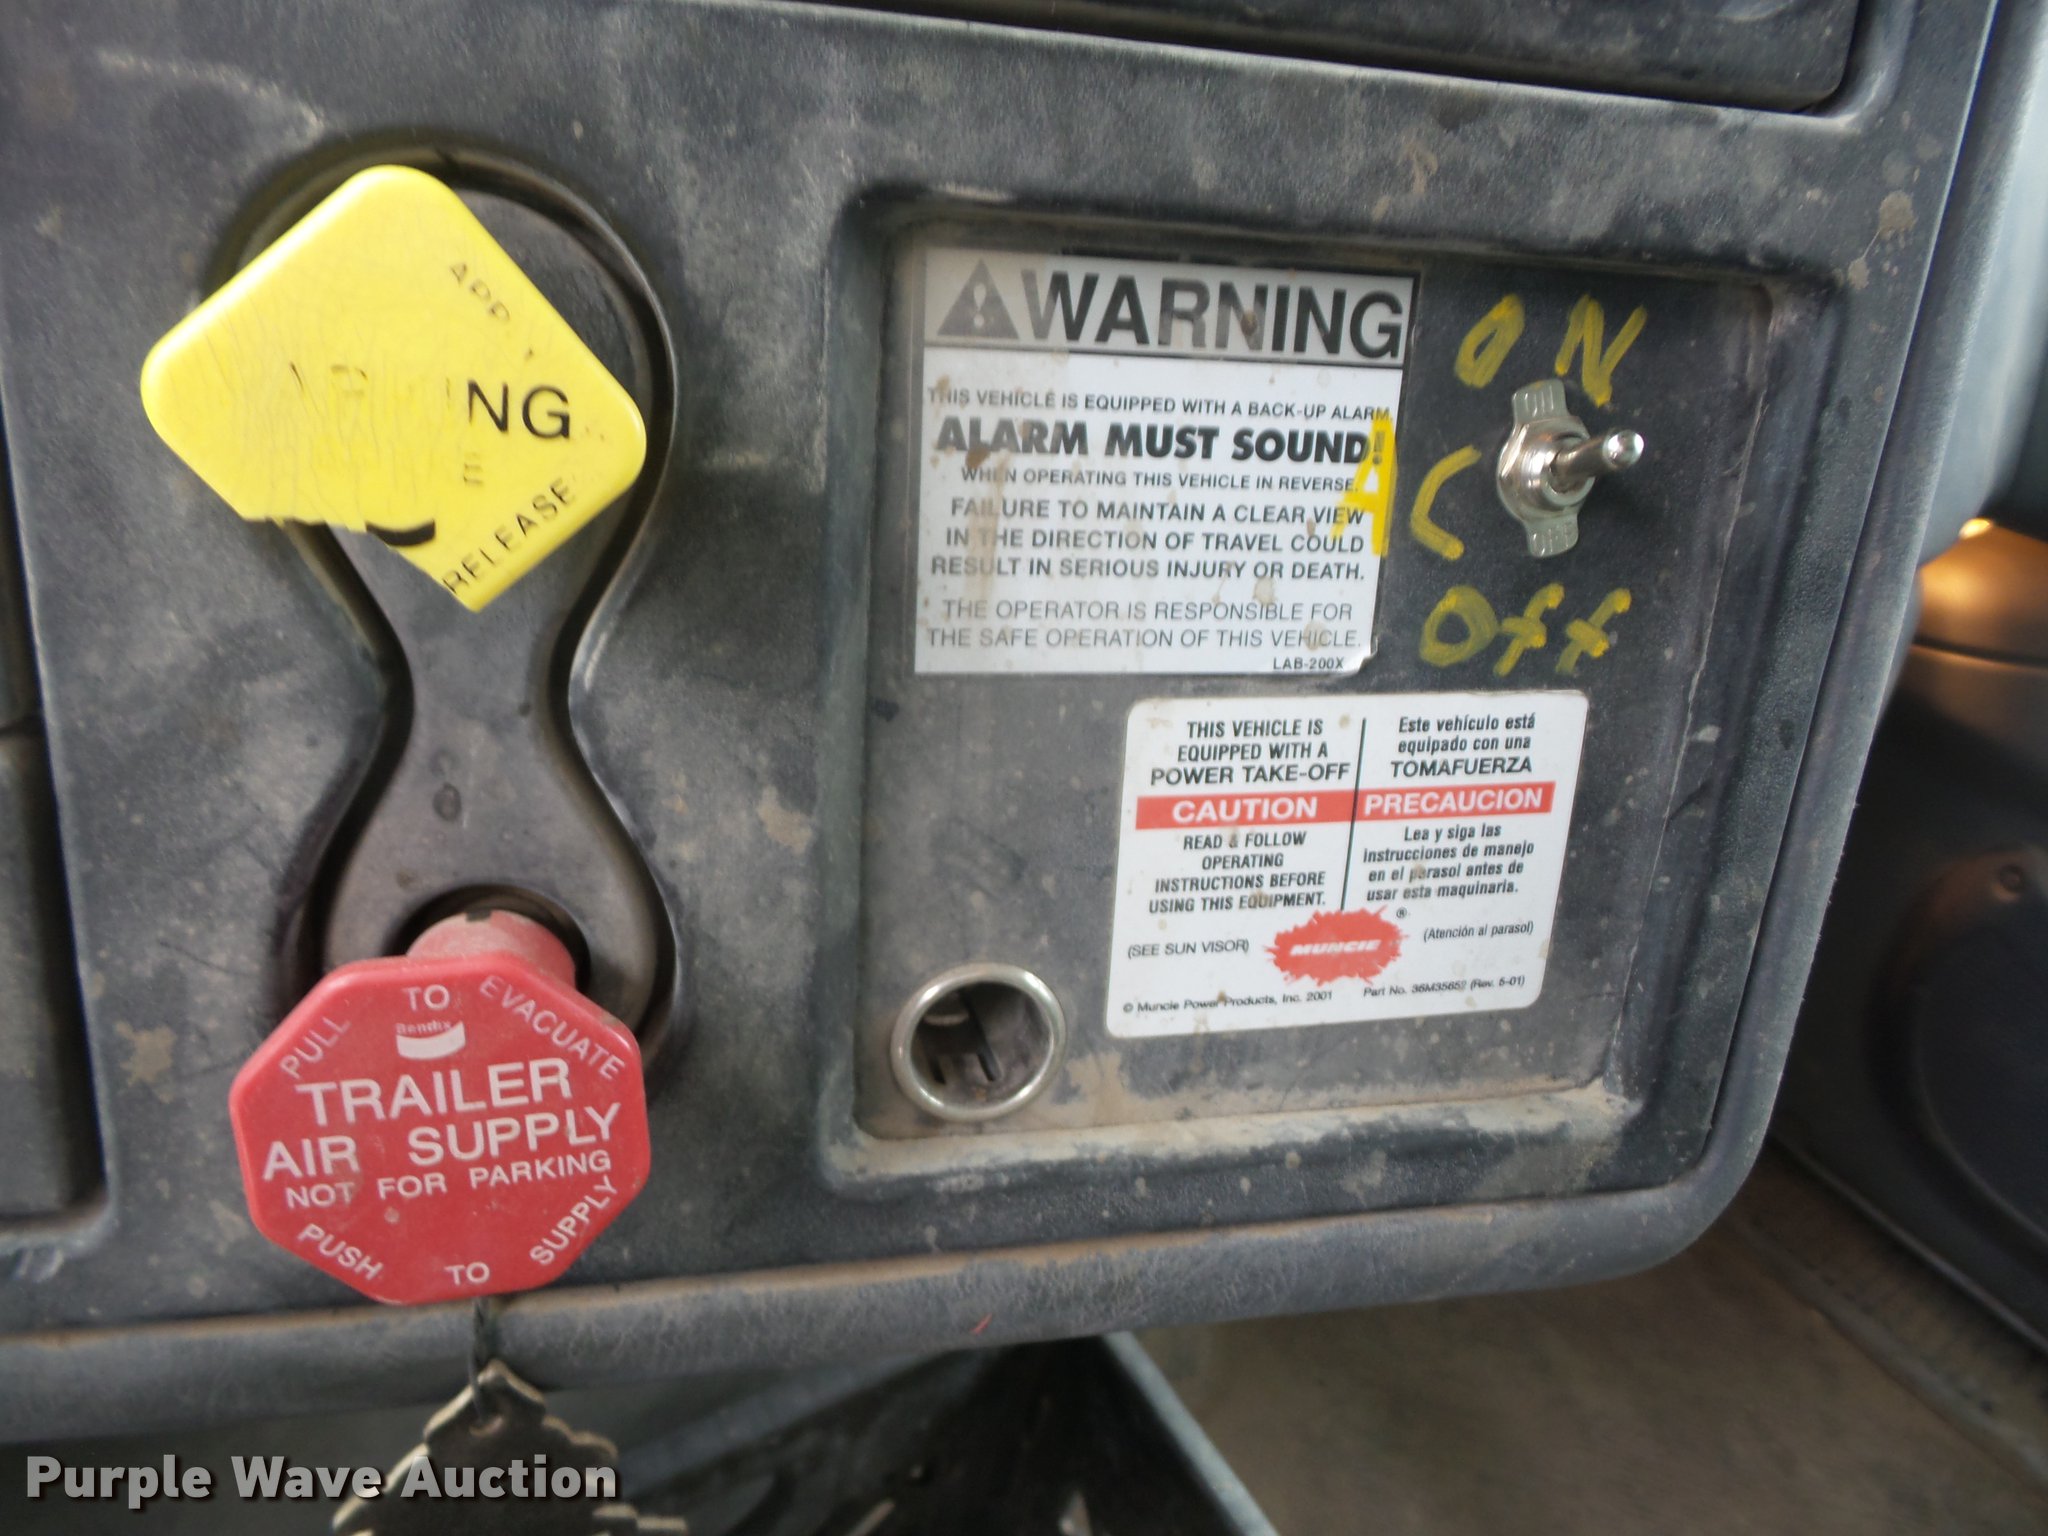 APP
NG
RELEASE
PULL TO EVACUATE
Bendix
TRAILER
AIR SUPPLY
NOT FOR PARKING
PUSH TO SUPPLY
WARNING
THIS VEHICLE IS EQUIPPED WITH A BACK-UP ALARM.
ALARM MUST SOUND!
WHEN OPERATING THIS VEHICLE IN REVERSE.
FAILURE TO MAINTAIN A CLEAR VIEW
IN THE DIRECTION OF TRAVEL COULD
RESULT IN SERIOUS INJURY OR DEATH.
THE OPERATOR IS RESPONSIBLE FOR
THE SAFE OPERATION OF THIS VEHICLE.
LAB-200X
ON
ON
AC
OFF
Off
THIS VEHICLE IS
EQUIPPED WITH A
POWER TAKE-OFF
CAUTION
READ & FOLLOW
OPERATING
INSTRUCTIONS BEFORE
USING THIS EQUIPMENT.
(SEE SUN VISOR)
Este vehículo está
equipado con una
TOMAFUERZA
PRECAUCION
Lea y siga las
instrucciones de manejo
en el parasol antes de
usar esta maquinaria.
(Atención al parasol)
MUNCIE ®
© Muncie Power Products, Inc. 2001
Part No. 36M35652 (Rev. 5-01)
Purple Wave Auction